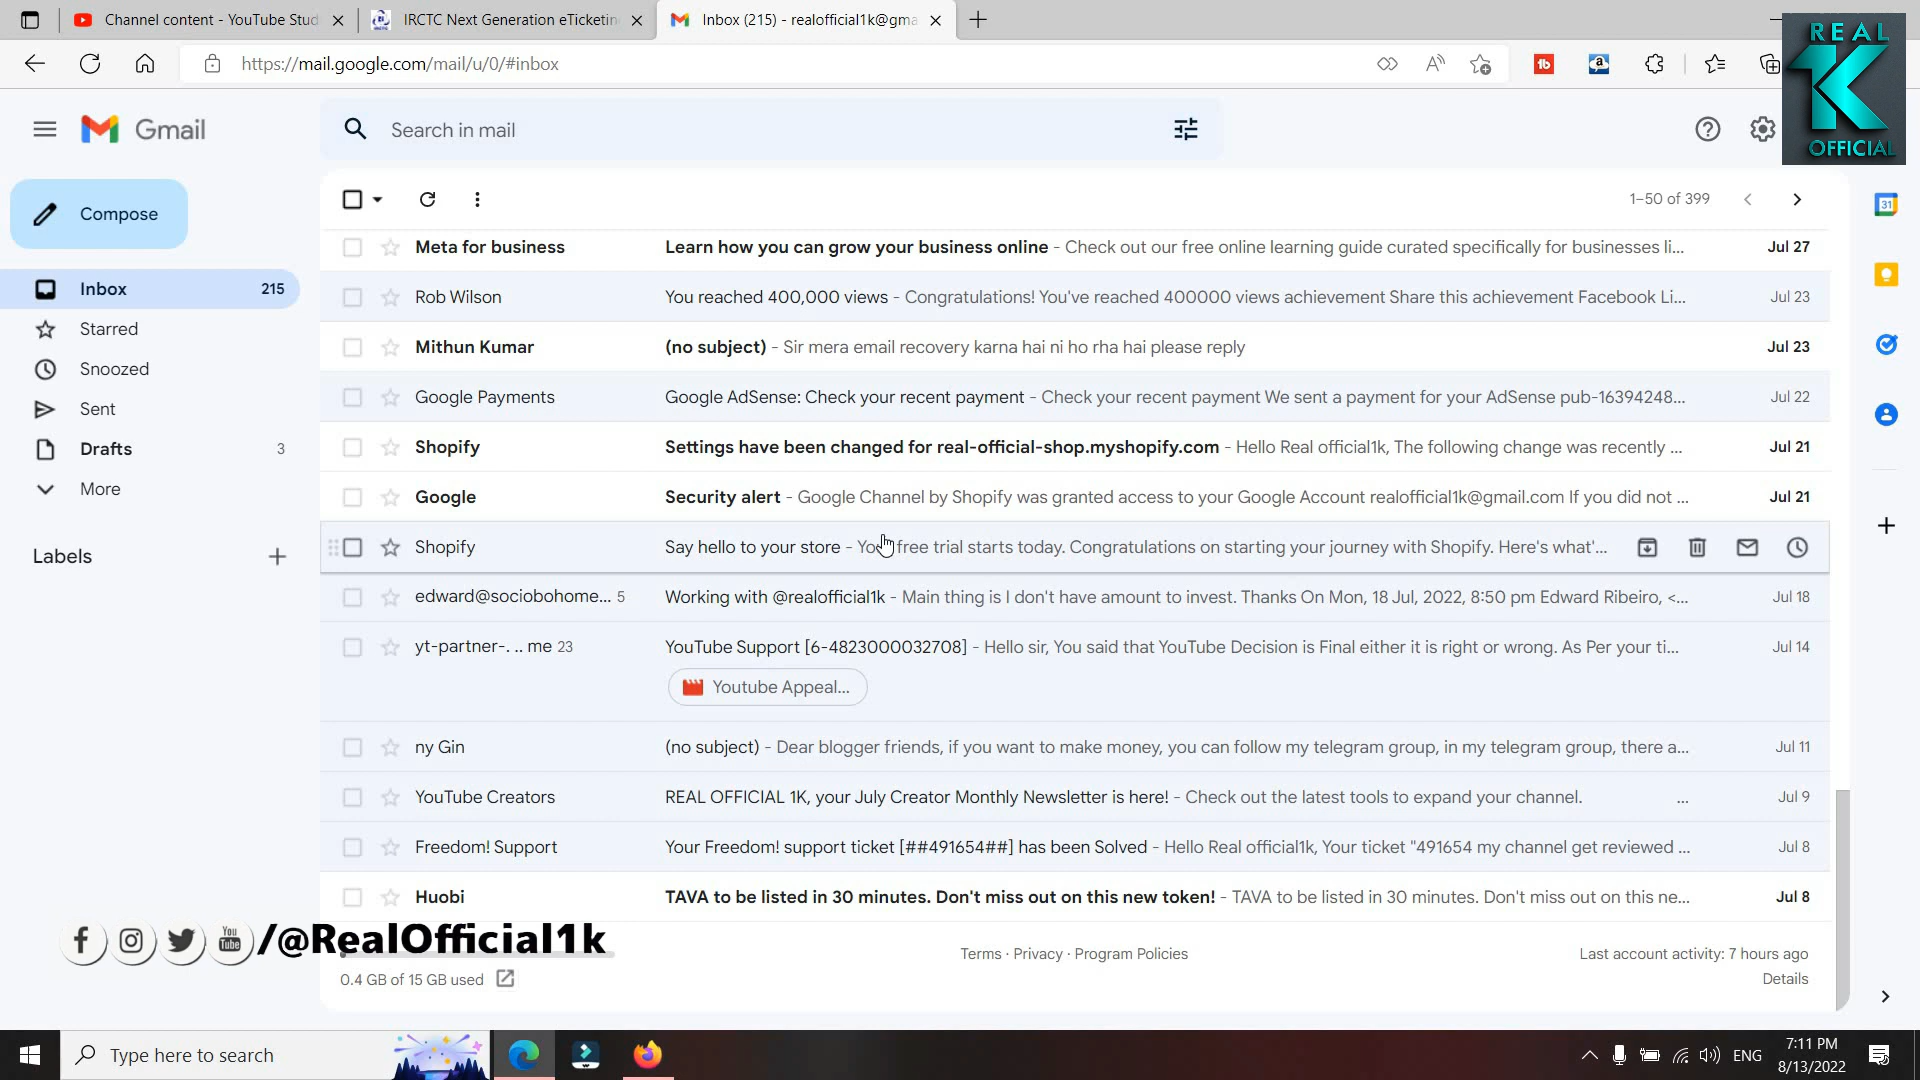 Channel content - YouTube Stud
IRCTC Next Generation eTicketin
Inbox (215) - realofficial1k@gma
https://mail.google.com/mail/u/0/#inbox
REAL
1K
OFFICIAL
Gmail
Search in mail
Compose
1–50 of 399
Inbox 215
Starred
Snoozed
Sent
Drafts 3
More
Labels
Meta for business Learn how you can grow your business online - Check out our free online learning guide curated specifically for businesses li... Jul 27
Rob Wilson You reached 400,000 views - Congratulations! You've reached 400000 views achievement Share this achievement Facebook Li... Jul 23
Mithun Kumar (no subject) - Sir mera email recovery karna hai ni ho rha hai please reply Jul 23
Google Payments Google AdSense: Check your recent payment - Check your recent payment We sent a payment for your AdSense pub-16394248... Jul 22
Shopify Settings have been changed for real-official-shop.myshopify.com - Hello Real official1k, The following change was recently ... Jul 21
Google Security alert - Google Channel by Shopify was granted access to your Google Account realofficial1k@gmail.com If you did not ... Jul 21
Shopify Say hello to your store - free trial starts today. Congratulations on starting your journey with Shopify. Here's what'...
edward@sociobohome... 5 Working with @realofficial1k - Main thing is I don't have amount to invest. Thanks On Mon, 18 Jul, 2022, 8:50 pm Edward Ribeiro, <... Jul 18
yt-partner-. .. me 23 YouTube Support [6-4823000032708] - Hello sir, You said that YouTube Decision is Final either it is right or wrong. As Per your ti... Jul 14
Youtube Appeal...
ny Gin (no subject) - Dear blogger friends, if you want to make money, you can follow my telegram group, in my telegram group, there a... Jul 11
YouTube Creators REAL OFFICIAL 1K, your July Creator Monthly Newsletter is here! - Check out the latest tools to expand your channel. ... Jul 9
Freedom! Support Your Freedom! support ticket [##491654##] has been Solved - Hello Real official1k, Your ticket "491654 my channel get reviewed ... Jul 8
Huobi TAVA to be listed in 30 minutes. Don't miss out on this new token! - TAVA to be listed in 30 minutes. Don't miss out on this ne... Jul 8
You Tube /@RealOfficial1k
0.4 GB of 15 GB used
Terms · Privacy · Program Policies
Last account activity: 7 hours ago
Details
Type here to search
ENG
7:11 PM
8/13/2022